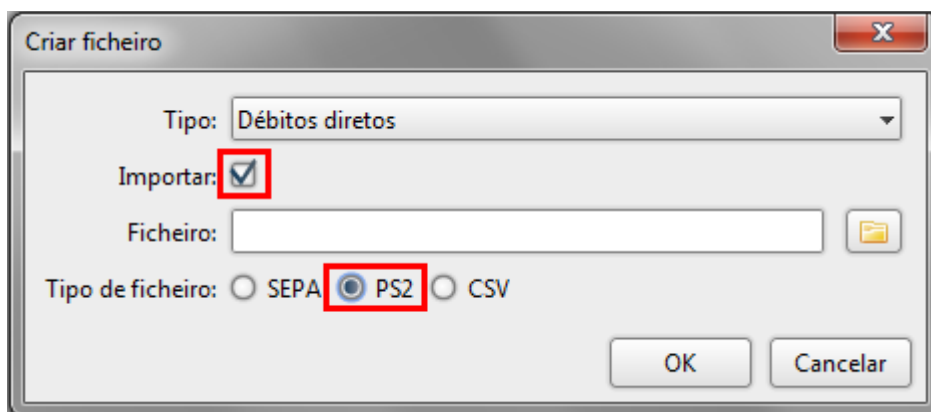 Criar ficheiro
Tipo: Débitos diretos
Importar:
Ficheiro:
Tipo de ficheiro: SEPA PS2 CSV
OK Cancelar